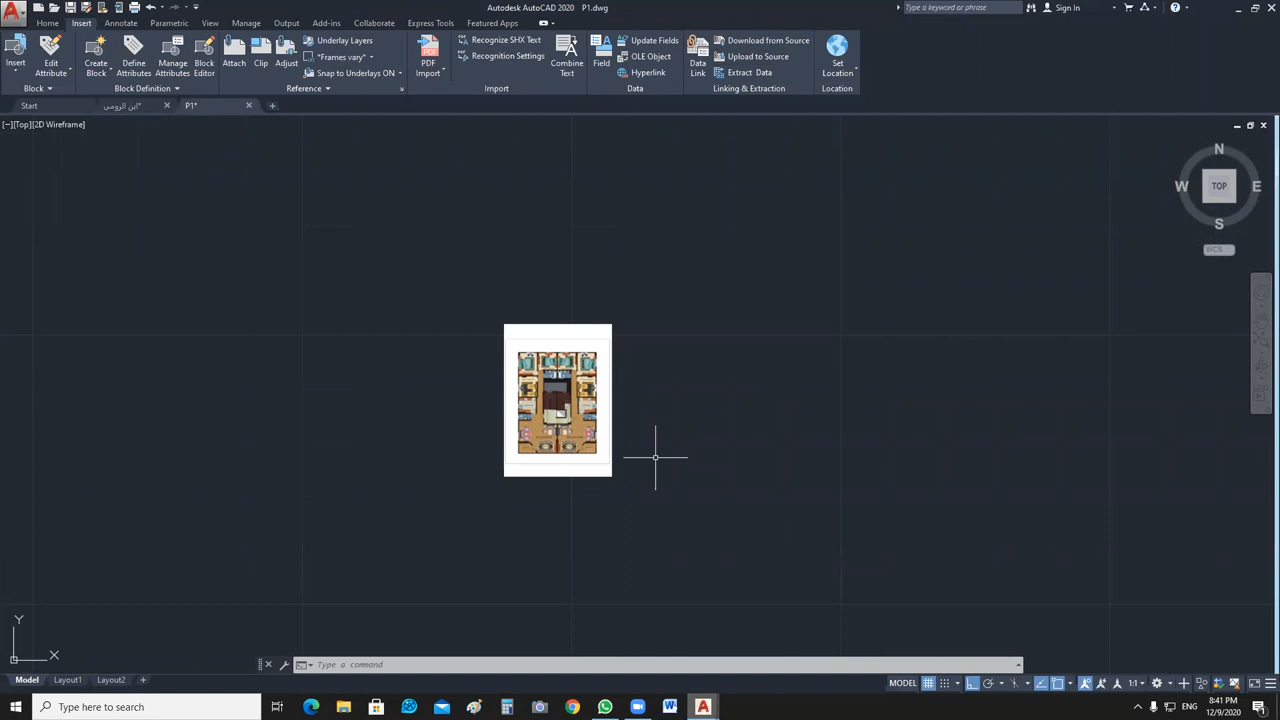 Autodesk AutoCAD 2020 P1.dwg
Type a keyword or phrase
Sign In
Home Insert Annotate Parametric View Manage Output Add-ins Collaborate Express Tools Featured Apps
Insert
Edit Attribute
Create Block
Define Attributes
Manage Attributes
Block Editor
Attach
Clip
Adjust
Underlay Layers
*Frames vary*
Snap to Underlays ON
PDF Import
Recognize SHX Text
Recognition Settings
Combine Text
Field
Update Fields
OLE Object
Hyperlink
Data Link
Download from Source
Upload to Source
Extract Data
Set Location
Block
Block Definition
Reference
Import
Data
Linking & Extraction
Location
Start
ابن الرومى*
P1*
[−][Top][2D Wireframe]
N
W
TOP
E
S
WCS
Y
X
Type a command
Model Layout1 Layout2
MODEL
1:1
Type here to search
ENG
8:41 PM
12/9/2020